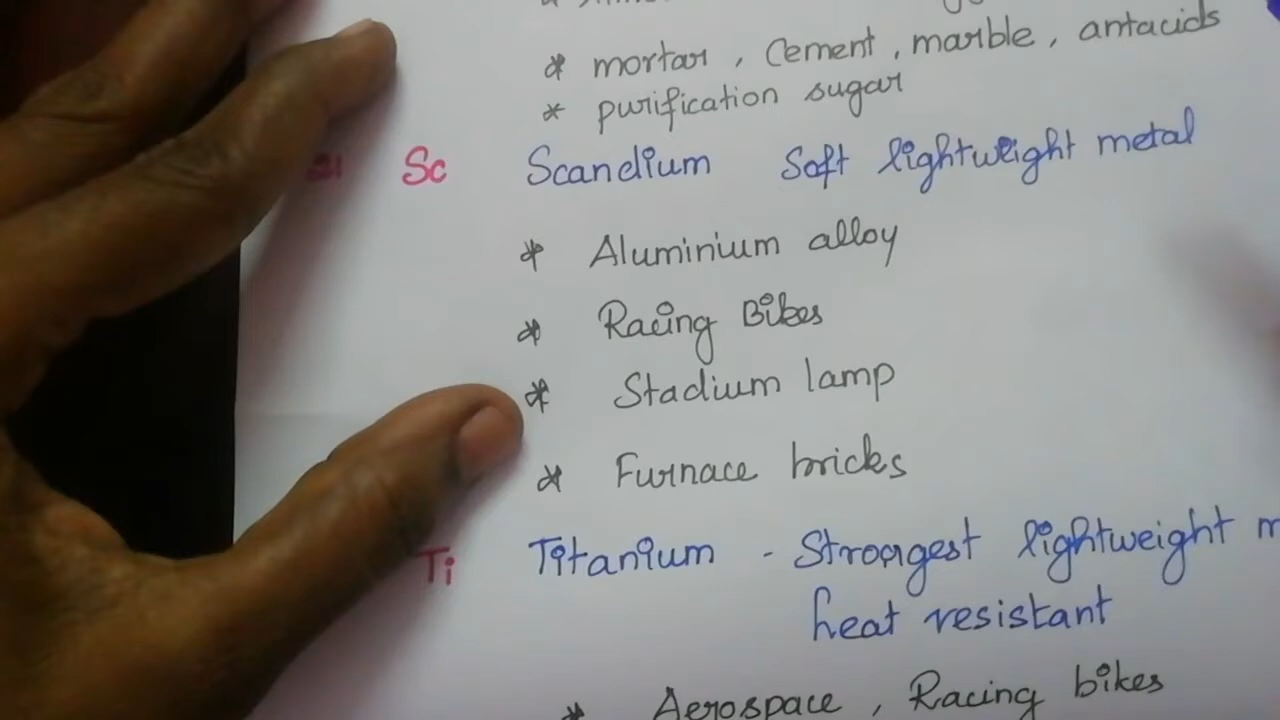 * mortar, Cement, marble, antacids
* purification sugar
21 Sc Scandium Soft lightweight metal
* Aluminium alloy
* Racing Bikes
* Stadium lamp
* Furnace bricks
Ti Titanium - Strongest lightweight
heat resistant
* Aerospace, Racing bikes